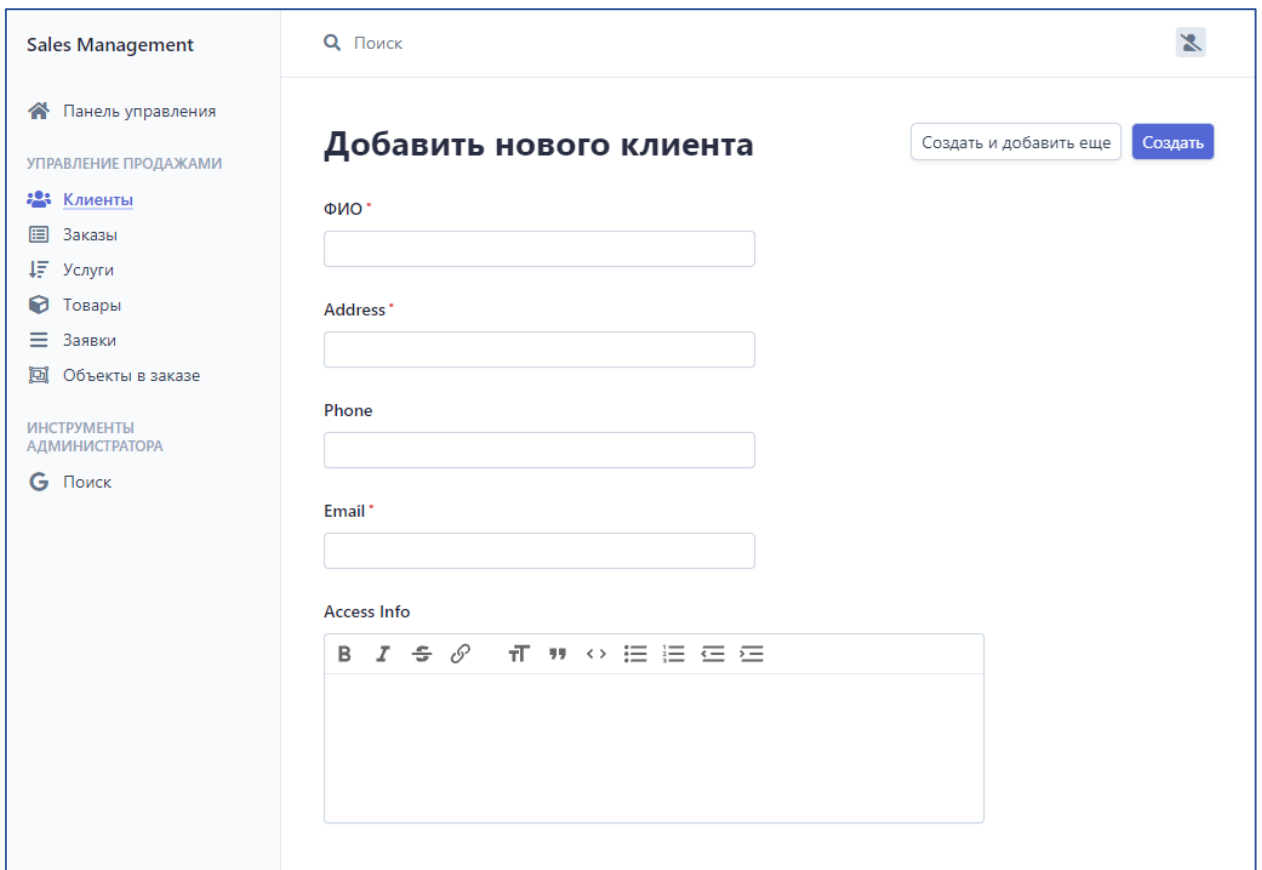 Sales Management
Поиск
Панель управления
УПРАВЛЕНИЕ ПРОДАЖАМИ
Клиенты
Заказы
Услуги
Товары
Заявки
Объекты в заказе
ИНСТРУМЕНТЫ
АДМИНИСТРАТОРА
Поиск
Добавить нового клиента
Создать и добавить еще
Создать
ФИО *
Address *
Phone
Email *
Access Info